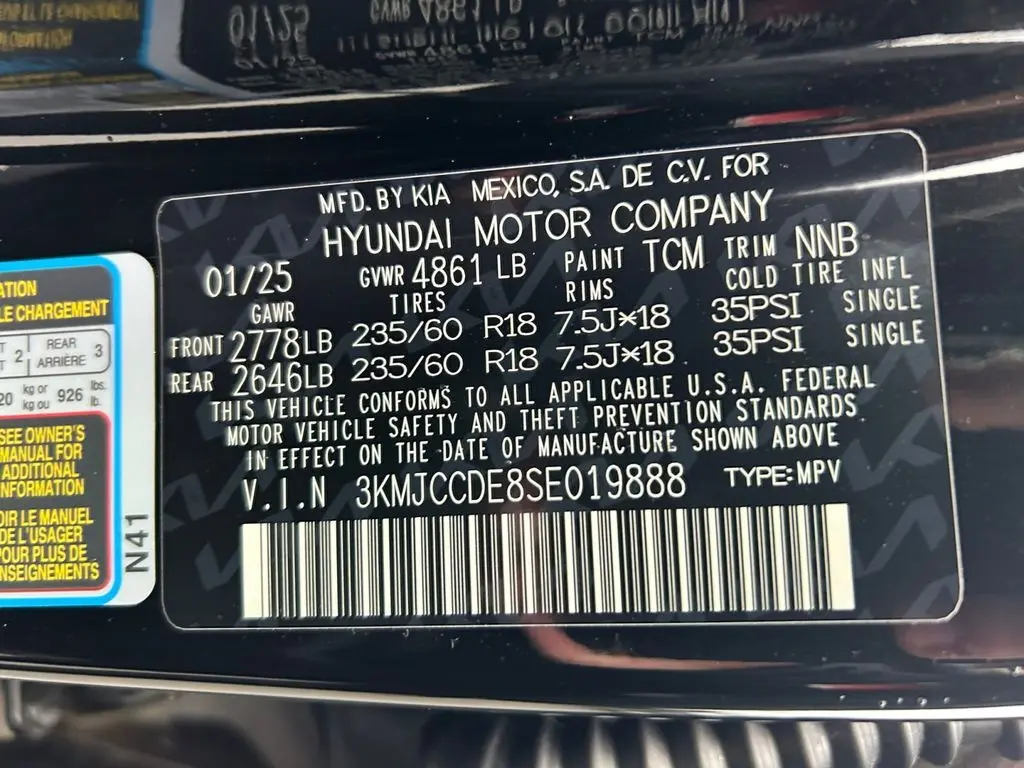 MFD. BY KIA MEXICO, S.A. DE C.V. FOR
HYUNDAI MOTOR COMPANY
01/25 GVWR 4861 LB PAINT TCM TRIM NNB
GAWR TIRES RIMS COLD TIRE INFL
FRONT 2778LB 235/60 R18 7.5J×18 35PSI SINGLE
REAR 2646LB 235/60 R18 7.5J×18 35PSI SINGLE
THIS VEHICLE CONFORMS TO ALL APPLICABLE U.S.A. FEDERAL
MOTOR VEHICLE SAFETY AND THEFT PREVENTION STANDARDS
IN EFFECT ON THE DATE OF MANUFACTURE SHOWN ABOVE
V.I.N 3KMJCCDE8SE019888 TYPE:MPV
CHARGEMENT
2 REAR ARRIÈRE 3
20 kg or kg ou 926 lbs. lb.
SEE OWNER'S
MANUAL FOR
ADDITIONAL
INFORMATION
LE MANUEL
DE L'USAGER
POUR PLUS DE
N41